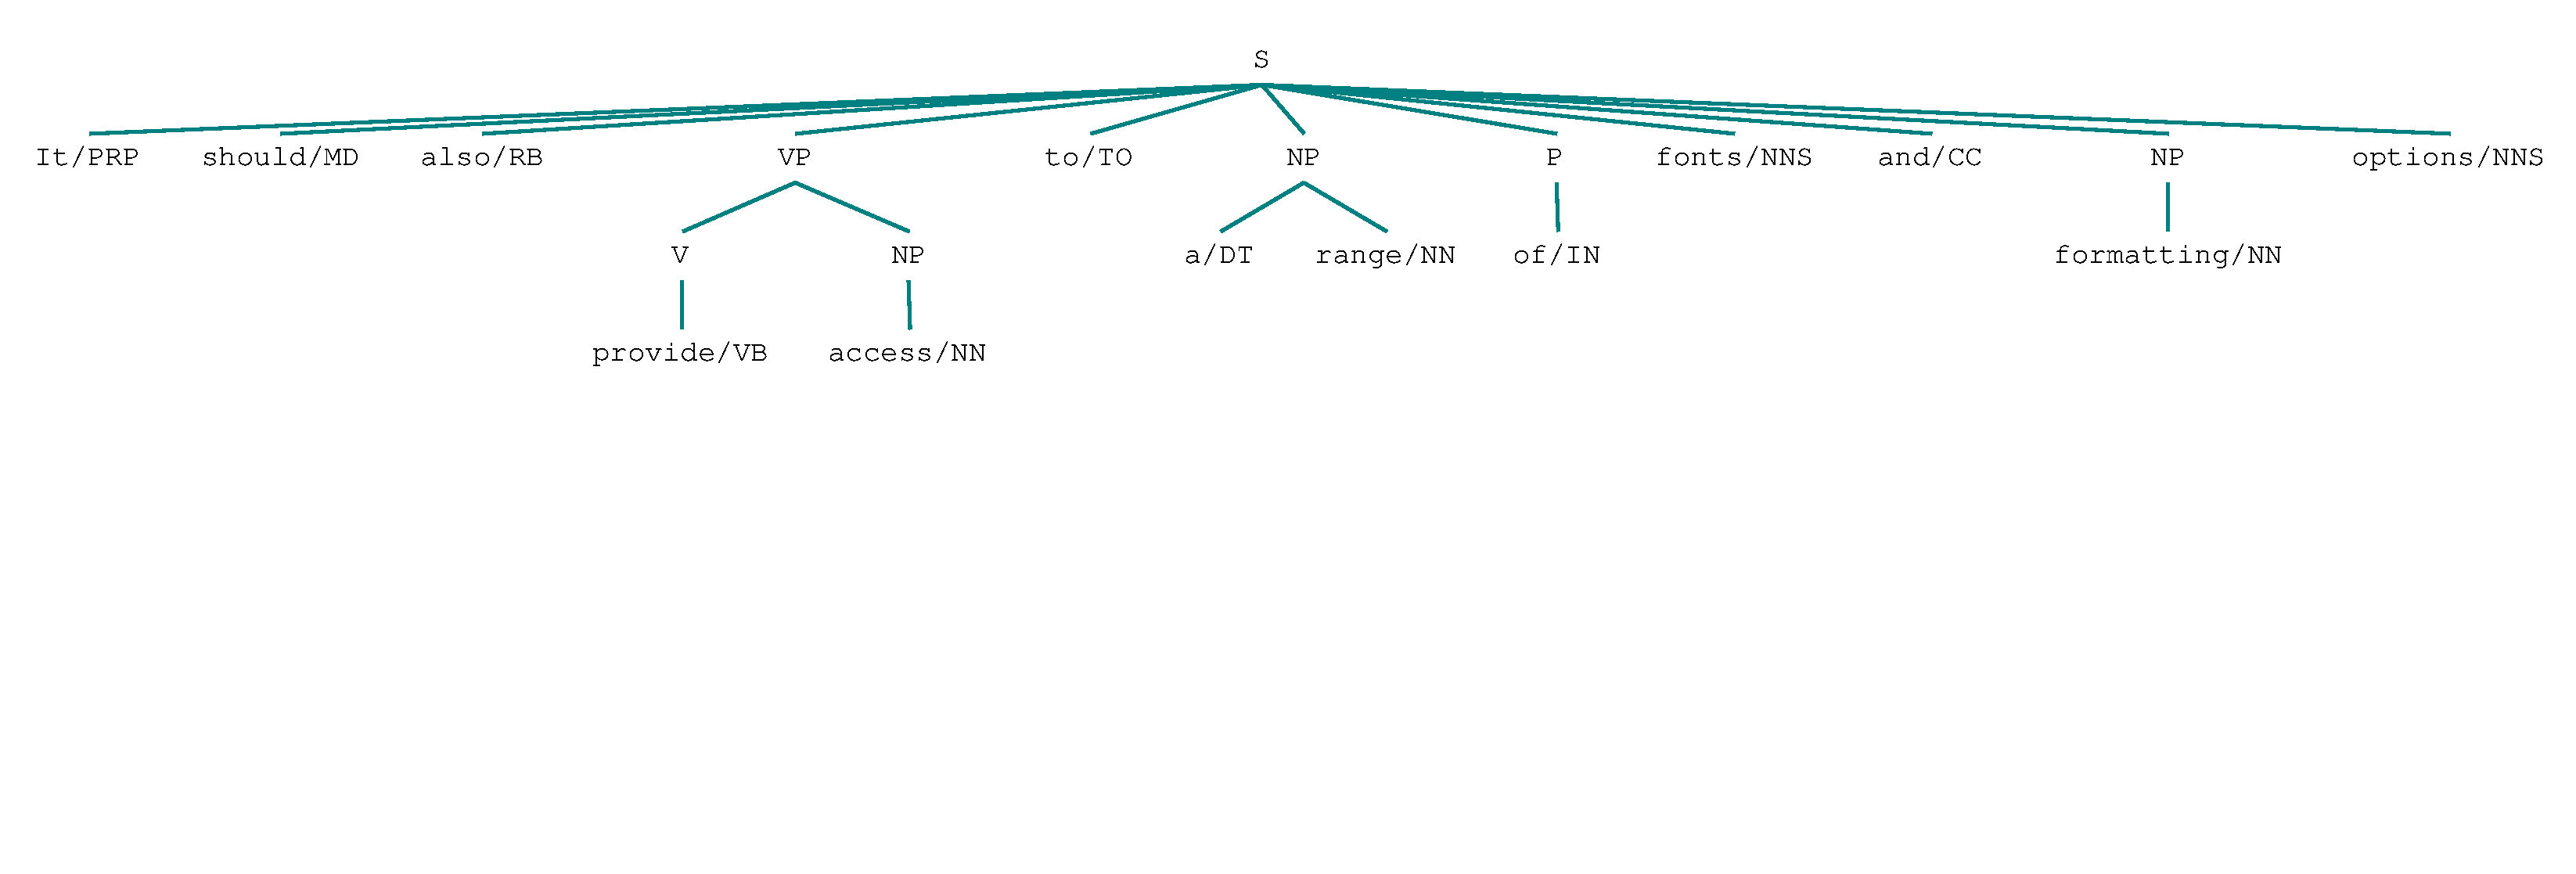 S
It/PRP should/MD also/RB VP to/TO NP P fonts/NNS and/CC NP options/NNS
V NP a/DT range/NN of/IN formatting/NN
provide/VB access/NN